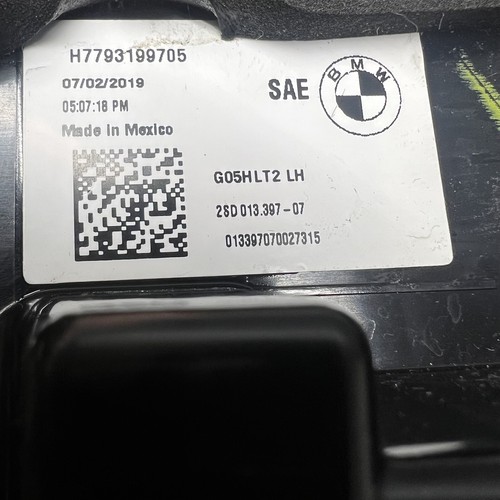 H7793199705
07/02/2019
05:07:18 PM
Made in Mexico
SAE
BMW
G05HLT2 LH
2SD 013.397-07
013397070027315